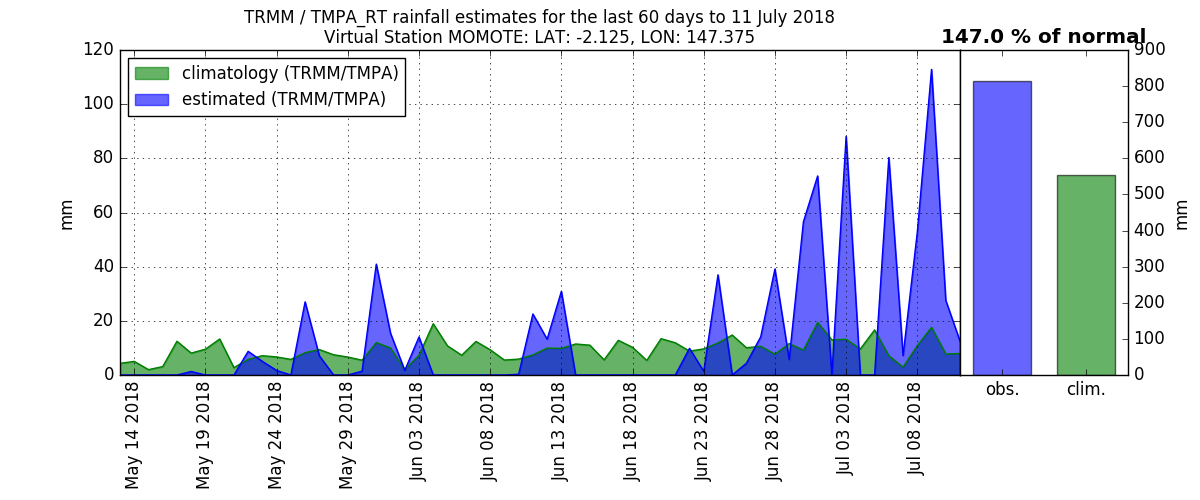 TRMM / TMPA_RT rainfall estimates for the last 60 days to 11 July 2018
Virtual Station MOMOTE: LAT: -2.125, LON: 147.375
147.0 % of normal
climatology (TRMM/TMPA)
estimated (TRMM/TMPA)
mm
120
100
80
60
40
20
0
May 14 2018
May 19 2018
May 24 2018
May 29 2018
Jun 03 2018
Jun 08 2018
Jun 13 2018
Jun 18 2018
Jun 23 2018
Jun 28 2018
Jul 03 2018
Jul 08 2018
obs.
clim.
900
800
700
600
500
400
300
200
100
0
mm